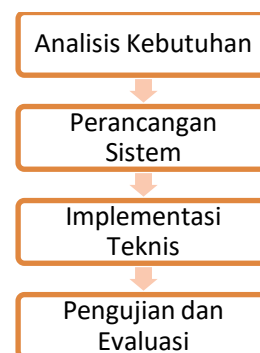 Analisis Kebutuhan
Perancangan
Sistem
Implementasi
Teknis
Pengujian dan
Evaluasi